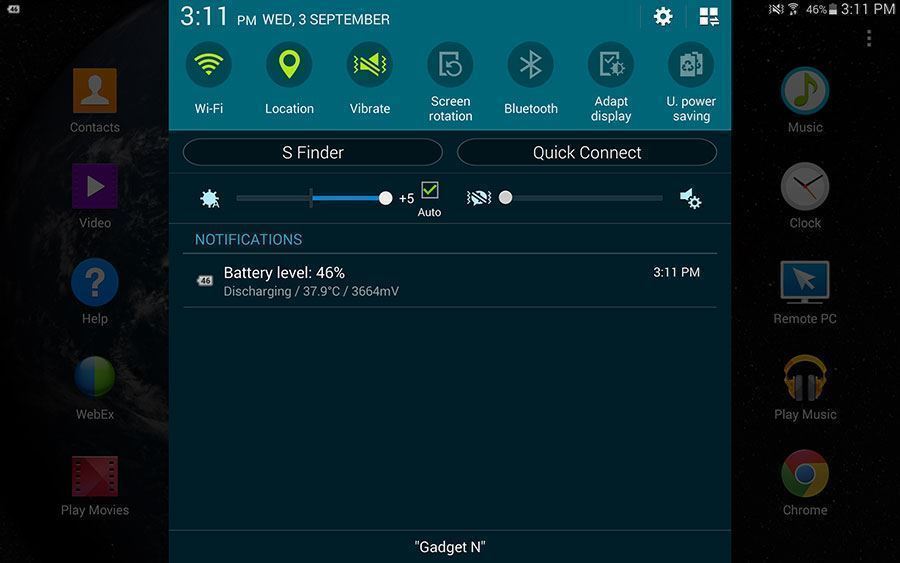 46
46% 3:11 PM
3:11 PM WED, 3 SEPTEMBER
Wi-Fi
Location
Vibrate
Screen
rotation
Bluetooth
Adapt
display
U. power
saving
S Finder
Quick Connect
A
+5
Auto
NOTIFICATIONS
46
Battery level: 46%
3:11 PM
Discharging / 37.9°C / 3664mV
"Gadget N"
Contacts
Video
?
Help
WebEx
Play Movies
Music
Clock
Remote PC
Play Music
Chrome